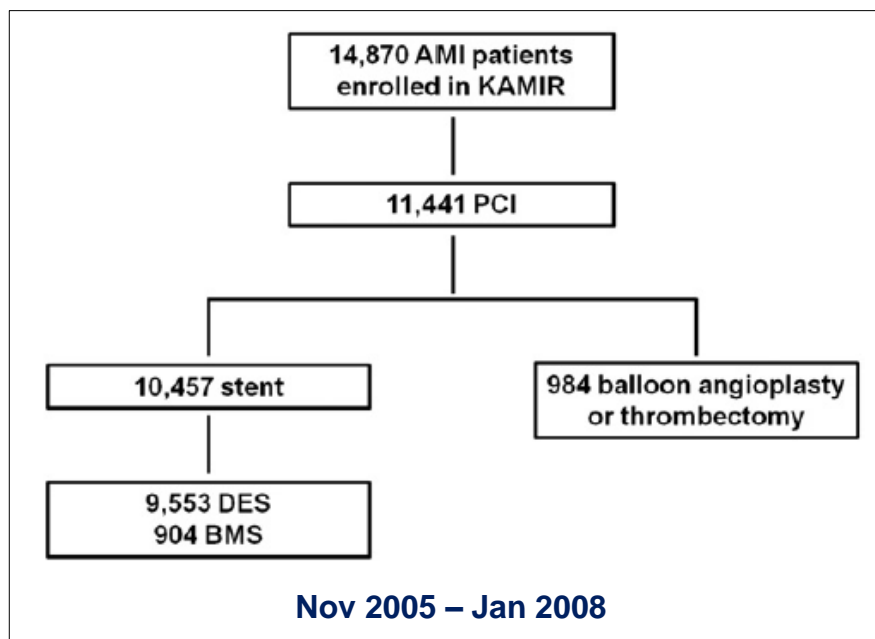 14,870 AMI patients
enrolled in KAMIR
11,441 PCI
10,457 stent
984 balloon angioplasty
or thrombectomy
9,553 DES
904 BMS
Nov 2005 – Jan 2008